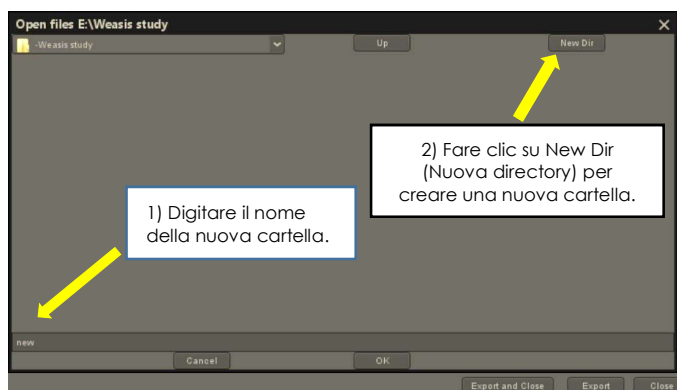 Open files E:\Weasis study
-Weasis study
Up
New Dir
2) Fare clic su New Dir
(Nuova directory) per
creare una nuova cartella.
1) Digitare il nome
della nuova cartella.
new
Cancel
OK
Export and Close
Export
Close